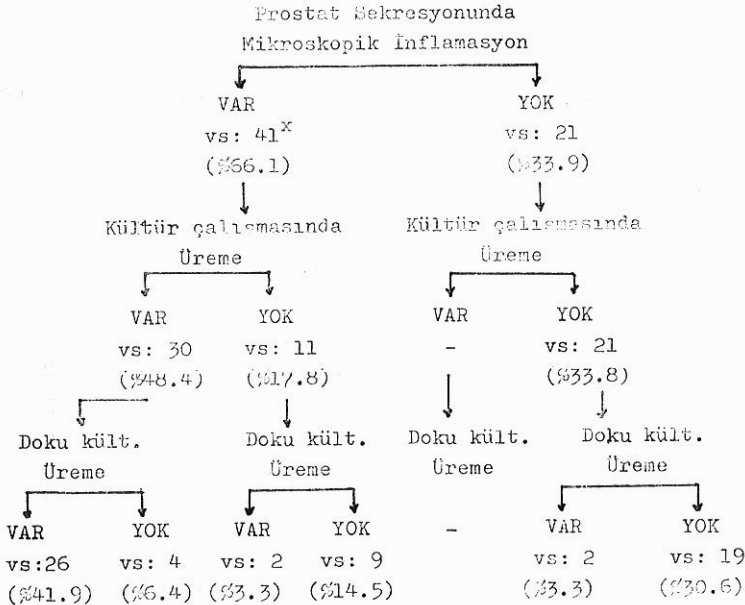 Prostat Sekresyonunda
Mikroskopik İnflamasyon
VAR YOK
vs: 41x vs: 21
(%66.1) (%33.9)
Kültür çalışmasında Kültür çalışmasında
Üreme Üreme
VAR YOK VAR YOK
vs: 30 vs: 11 - vs: 21
(%48.4) (%17.8) (%33.8)
Doku kült. Doku kült. Doku kült. Doku kült.
Üreme Üreme Üreme Üreme
VAR YOK VAR YOK - VAR YOK
vs:26 vs: 4 vs: 2 vs: 9 vs: 2 vs: 19
(%41.9) (%6.4) (%3.3) (%14.5) (%3.3) (%30.6)